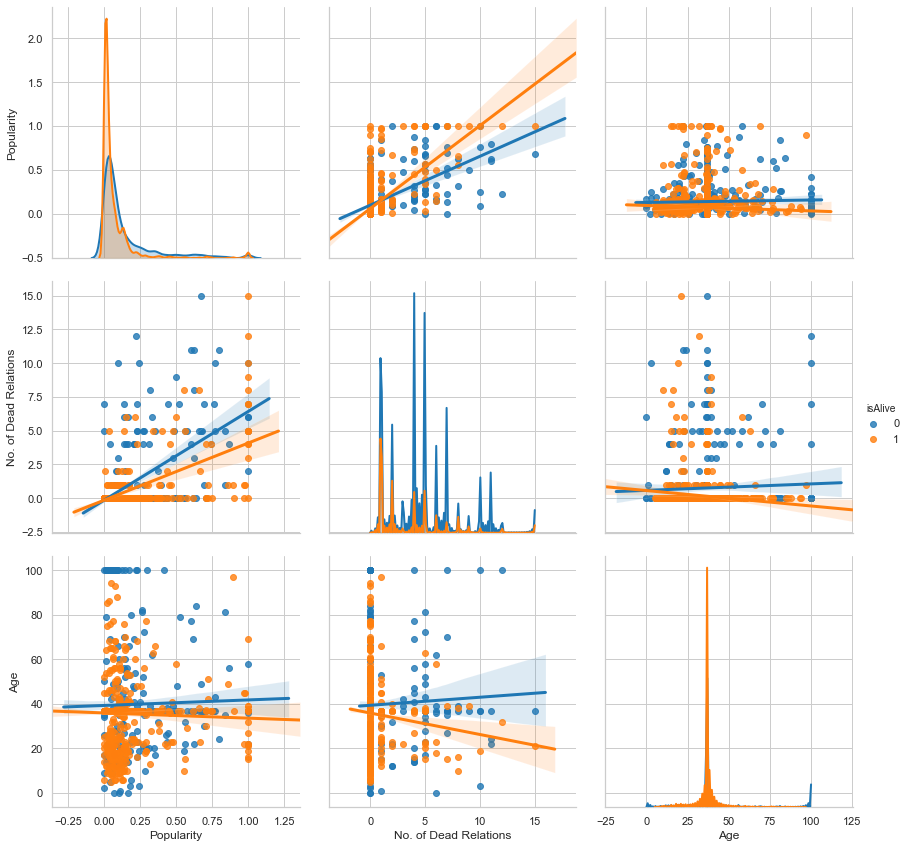 2.0
1.5
1.0
0.5
0.0
-0.5
Popularity
15.0
12.5
10.0
7.5
5.0
2.5
0.0
−2.5
No. of Dead Relations
isAlive
0
1
100
80
60
40
20
0
Age
−0.25 0.00 0.25 0.50 0.75 1.00 1.25
Popularity
0 5 10 15
No. of Dead Relations
−25 0 25 50 75 100 125
Age